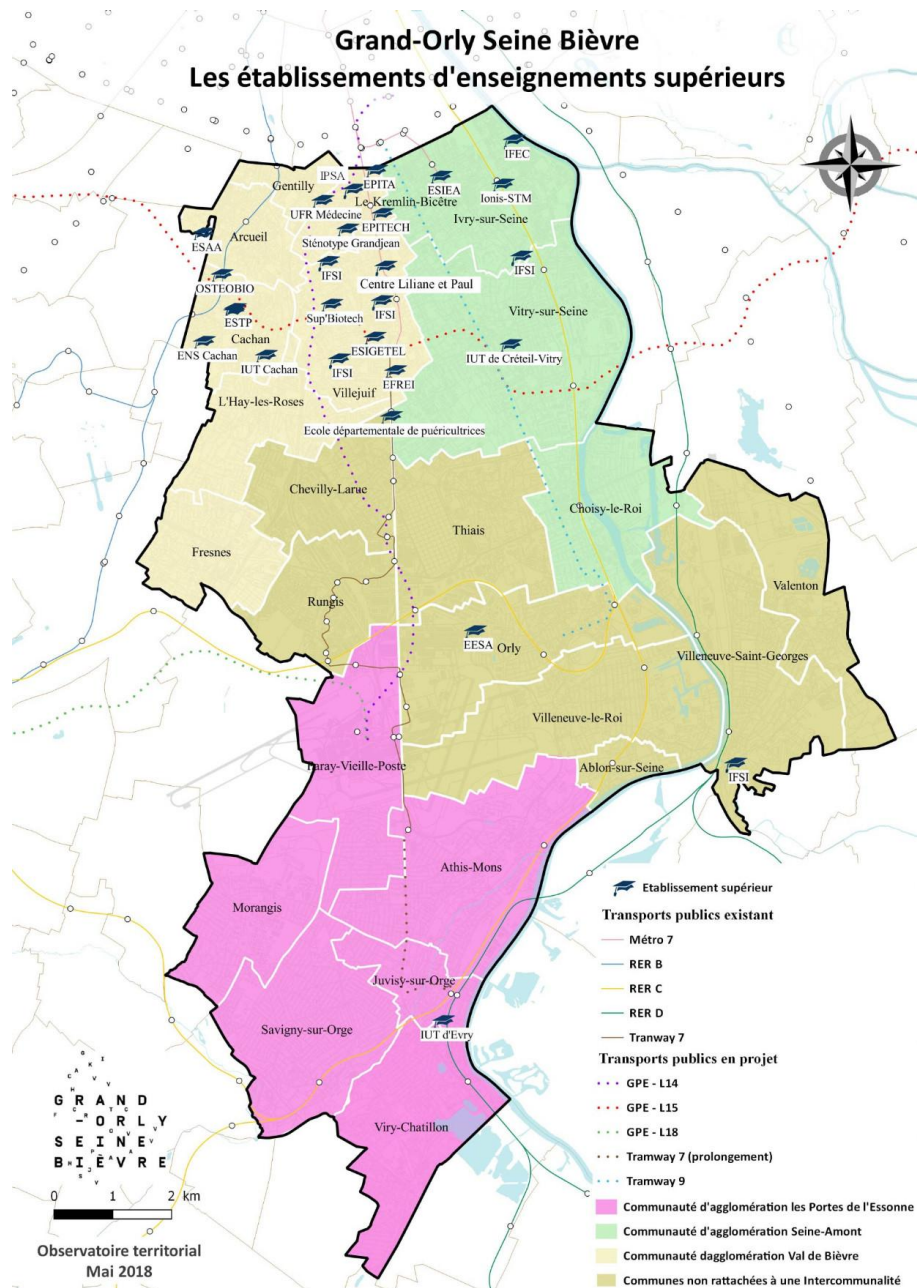 Grand-Orly Seine Bièvre
Les établissements d'enseignements supérieurs
IFEC
IPSA
EPITA
Gentilly
ESIEA
Ionis-STM
Le Kremlin-Bicêtre
UFR Médecine
EPITECH
Ivry-sur-Seine
Arcueil
Sténotype Grandjean
ESAA
IFSI
IFSI
Centre Liliane et Paul
OSTEOBIO
Sup'Biotech
IFSI
Vitry-sur-Seine
ESTP
Cachan
ESIGETEL
ENS Cachan
IUT de Créteil-Vitry
IUT Cachan
IFSI
EFREI
Villejuif
L'Hay-les-Roses
Ecole départementale de puéricultrices
Chevilly-Larue
Choisy-le-Roi
Thiais
Fresnes
Valenton
Rungis
EESA
Orly
Villeneuve-Saint-Georges
Villeneuve-le-Roi
Paray-Vieille-Poste
Ablon-sur-Seine
IFSI
Athis-Mons
Morangis
Juvisy-sur-Orge
Savigny-sur-Orge
IUT d'Evry
Viry-Chatillon
Etablissement supérieur
Transports publics existant
Métro 7
RER B
RER C
RER D
Tranway 7
Transports publics en projet
GPE - L14
GPE - L15
GPE - L18
Tramway 7 (prolongement)
Tramway 9
Communauté d'agglomération les Portes de l'Essonne
Communauté d'agglomération Seine-Amont
Communauté dagglomération Val de Bièvre
Communes non rattachées à une Intercommunalité
GRAND
-ORLY
SEINE
BIÈVRE
0 1 2 km
Observatoire territorial
Mai 2018